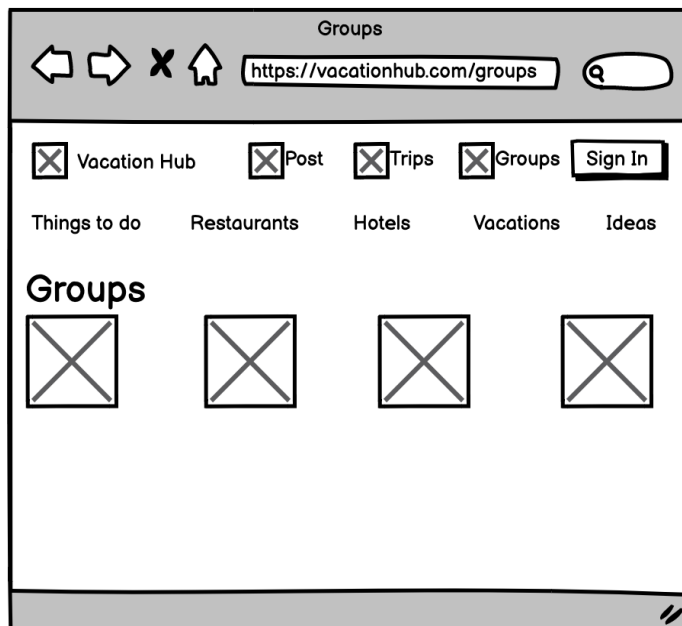 Groups
https://vacationhub.com/groups
Vacation Hub Post Trips Groups Sign In
Things to do Restaurants Hotels Vacations Ideas
Groups